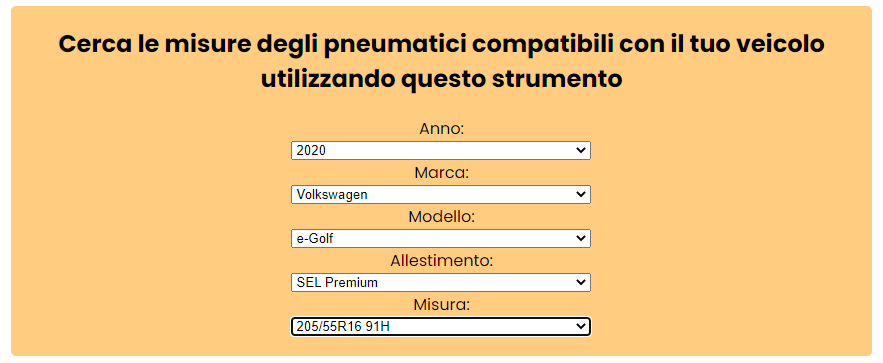 Cerca le misure degli pneumatici compatibili con il tuo veicolo
utilizzando questo strumento
Anno:
2020
Marca:
Volkswagen
Modello:
e-Golf
Allestimento:
SEL Premium
Misura:
205/55R16 91H